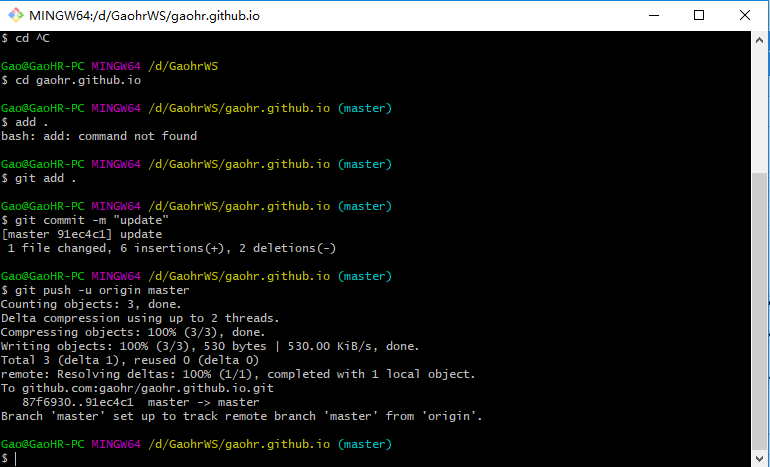 MINGW64:/d/GaohrWS/gaohr.github.io
$ cd ^C
Gao@GaoHR-PC MINGW64 /d/GaohrWS
$ cd gaohr.github.io
Gao@GaoHR-PC MINGW64 /d/GaohrWS/gaohr.github.io (master)
$ add .
bash: add: command not found
Gao@GaoHR-PC MINGW64 /d/GaohrWS/gaohr.github.io (master)
$ git add .
Gao@GaoHR-PC MINGW64 /d/GaohrWS/gaohr.github.io (master)
$ git commit -m "update"
[master 91ec4c1] update
1 file changed, 6 insertions(+), 2 deletions(-)
Gao@GaoHR-PC MINGW64 /d/GaohrWS/gaohr.github.io (master)
$ git push -u origin master
Counting objects: 3, done.
Delta compression using up to 2 threads.
Compressing objects: 100% (3/3), done.
Writing objects: 100% (3/3), 530 bytes | 530.00 KiB/s, done.
Total 3 (delta 1), reused 0 (delta 0)
remote: Resolving deltas: 100% (1/1), completed with 1 local object.
To github.com:gaohr/gaohr.github.io.git
87f6930..91ec4c1  master -> master
Branch 'master' set up to track remote branch 'master' from 'origin'.
Gao@GaoHR-PC MINGW64 /d/GaohrWS/gaohr.github.io (master)
$